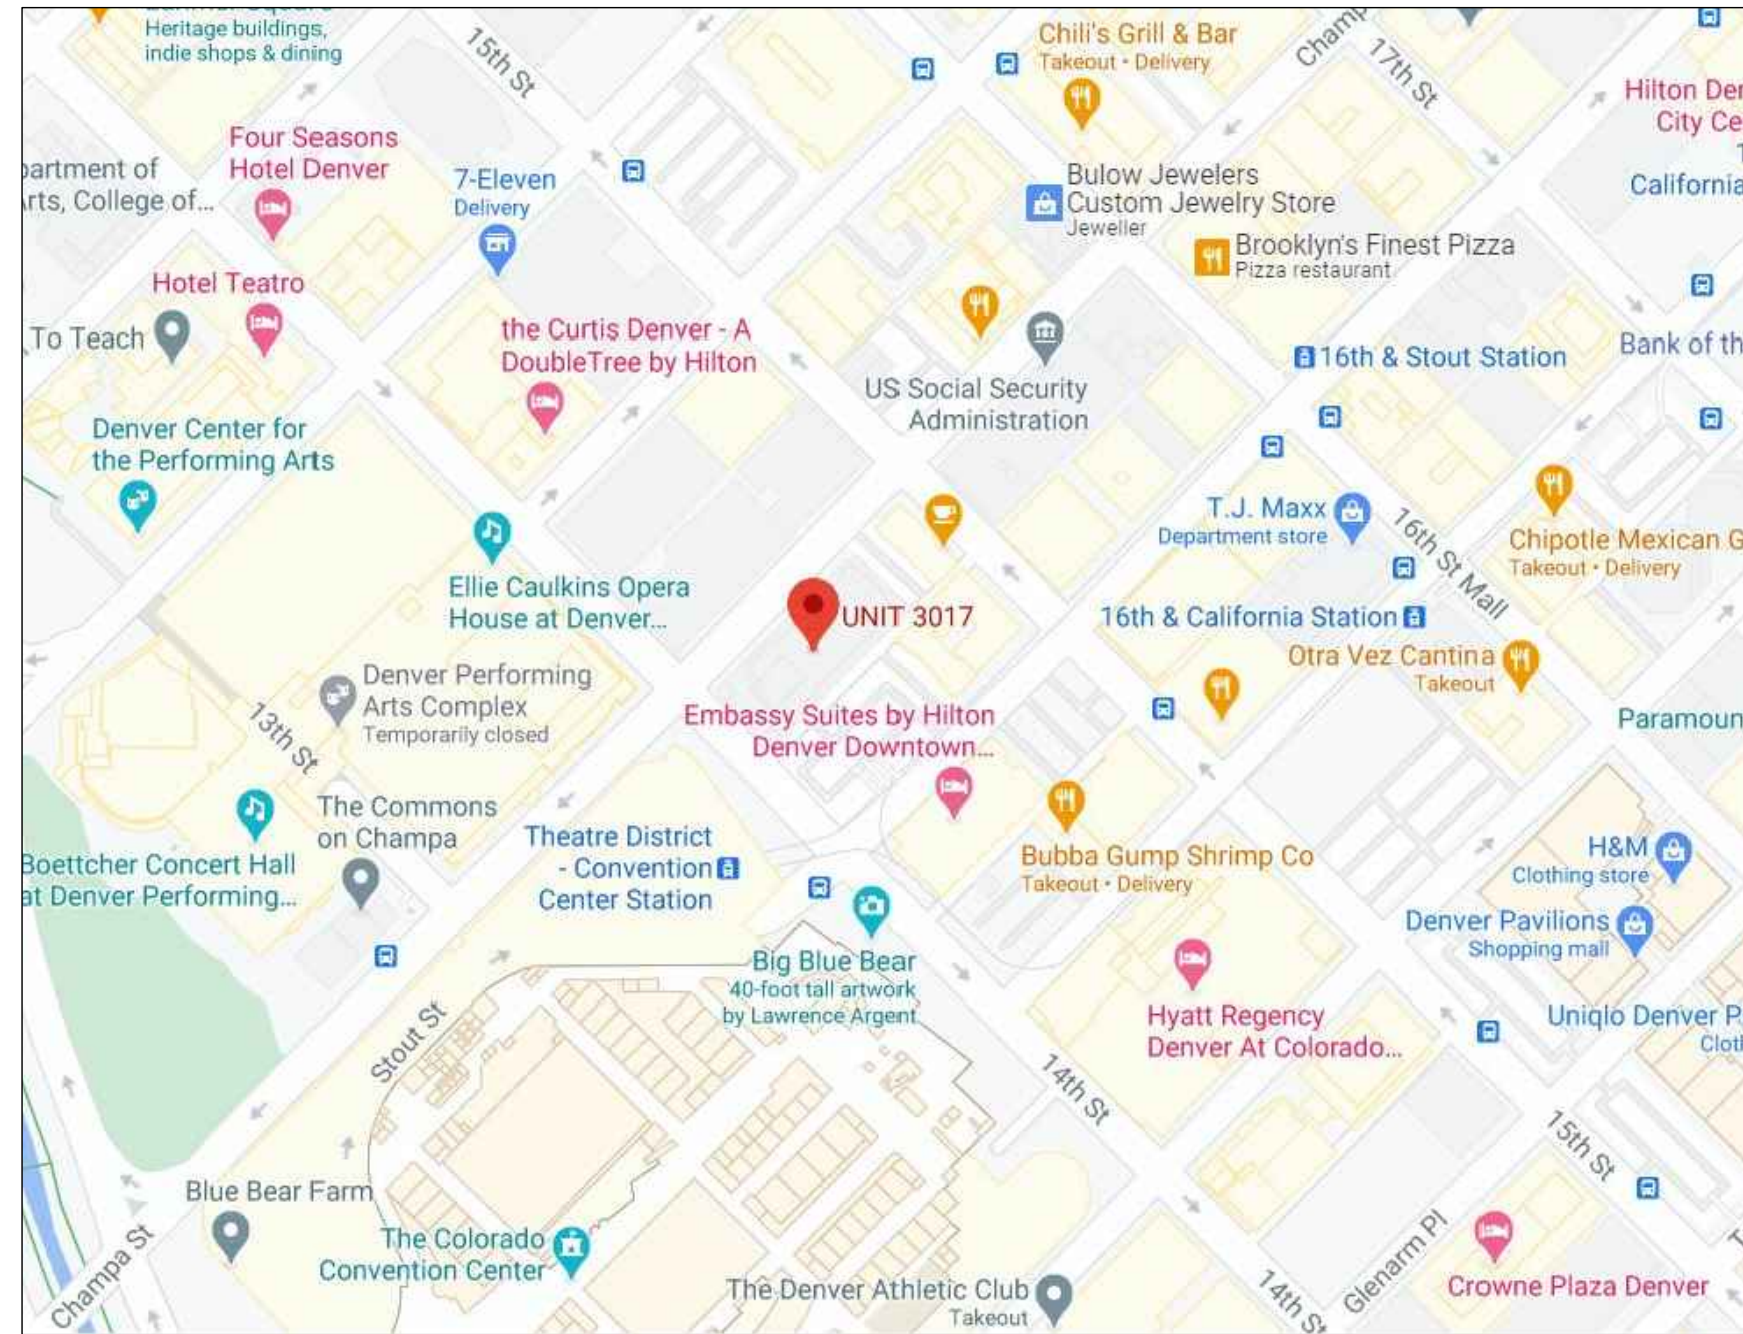 Heritage buildings,
indie shops & dining
15th St
Chili's Grill & Bar
Takeout • Delivery
Champ
17th St
Hilton Der
City Ce
California
Four Seasons
Hotel Denver
partment of
rts, College of...
7-Eleven
Delivery
Bulow Jewelers
Custom Jewelry Store
Jeweller
Brooklyn's Finest Pizza
Pizza restaurant
Hotel Teatro
To Teach
the Curtis Denver - A
DoubleTree by Hilton
16th & Stout Station
Bank of th
US Social Security
Administration
Denver Center for
the Performing Arts
T.J. Maxx
Department store
16th St Mall
Chipotle Mexican G
Takeout • Delivery
Ellie Caulkins Opera
House at Denver...
UNIT 3017
16th & California Station
Otra Vez Cantina
Takeout
Denver Performing
Arts Complex
Temporarily closed
13th St
Embassy Suites by Hilton
Denver Downtown...
Paramoun
The Commons
on Champa
Theatre District
- Convention
Center Station
Boettcher Concert Hall
at Denver Performing...
Bubba Gump Shrimp Co
Takeout • Delivery
H&M
Clothing store
Denver Pavilions
Shopping mall
Big Blue Bear
40-foot tall artwork
by Lawrence Argent
Hyatt Regency
Denver At Colorado...
Uniqlo Denver P
Cloth
Stout St
14th St
15th St
Blue Bear Farm
The Colorado
Convention Center
Champa St
The Denver Athletic Club
Takeout
14th St
Glenarm Pl
Crowne Plaza Denver